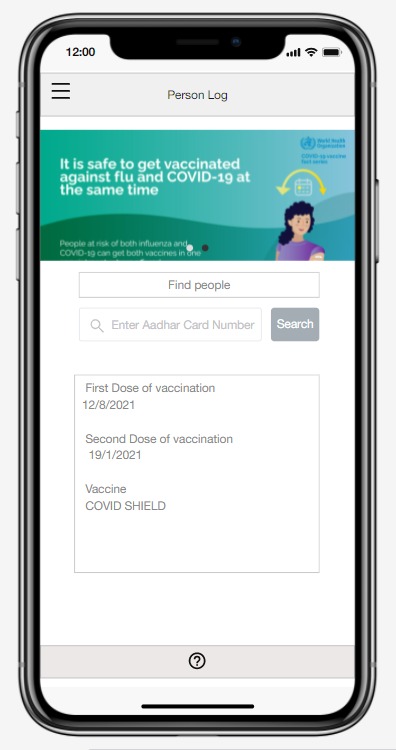 12:00
Person Log
World Health
Organization
COVID-19 vaccine
fact series
It is safe to get vaccinated
against flu and COVID-19 at
the same time
People at risk of both influenza and
COVID-19 can get both vaccines in one
Find people
Enter Aadhar Card Number
Search
First Dose of vaccination
12/8/2021
Second Dose of vaccination
19/1/2021
Vaccine
COVID SHIELD